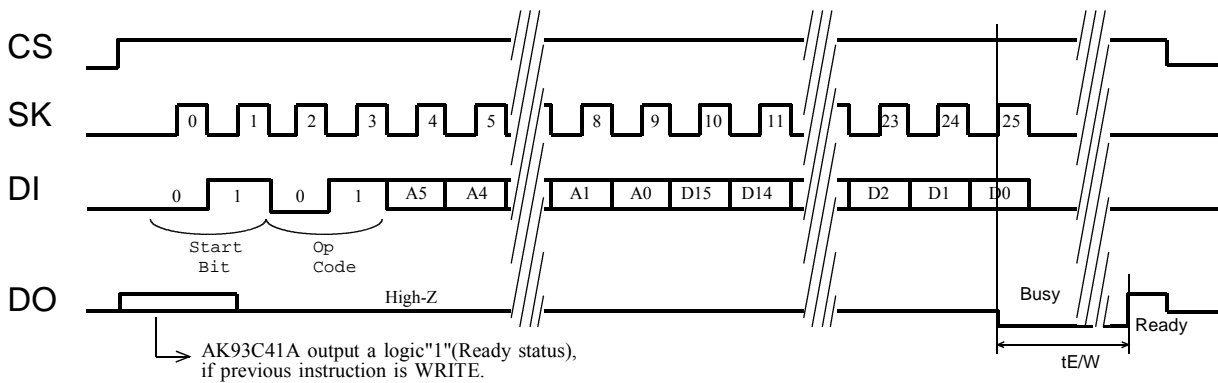 CS
SK 0 1 2 3 4 5 8 9 10 11 23 24 25
DI 0 1 0 1 A5 A4 A1 A0 D15 D14 D2 D1 D0
Start
Bit
Op
Code
DO High-Z Busy Ready
tE/W
AK93C41A output a logic"1"(Ready status),
if previous instruction is WRITE.